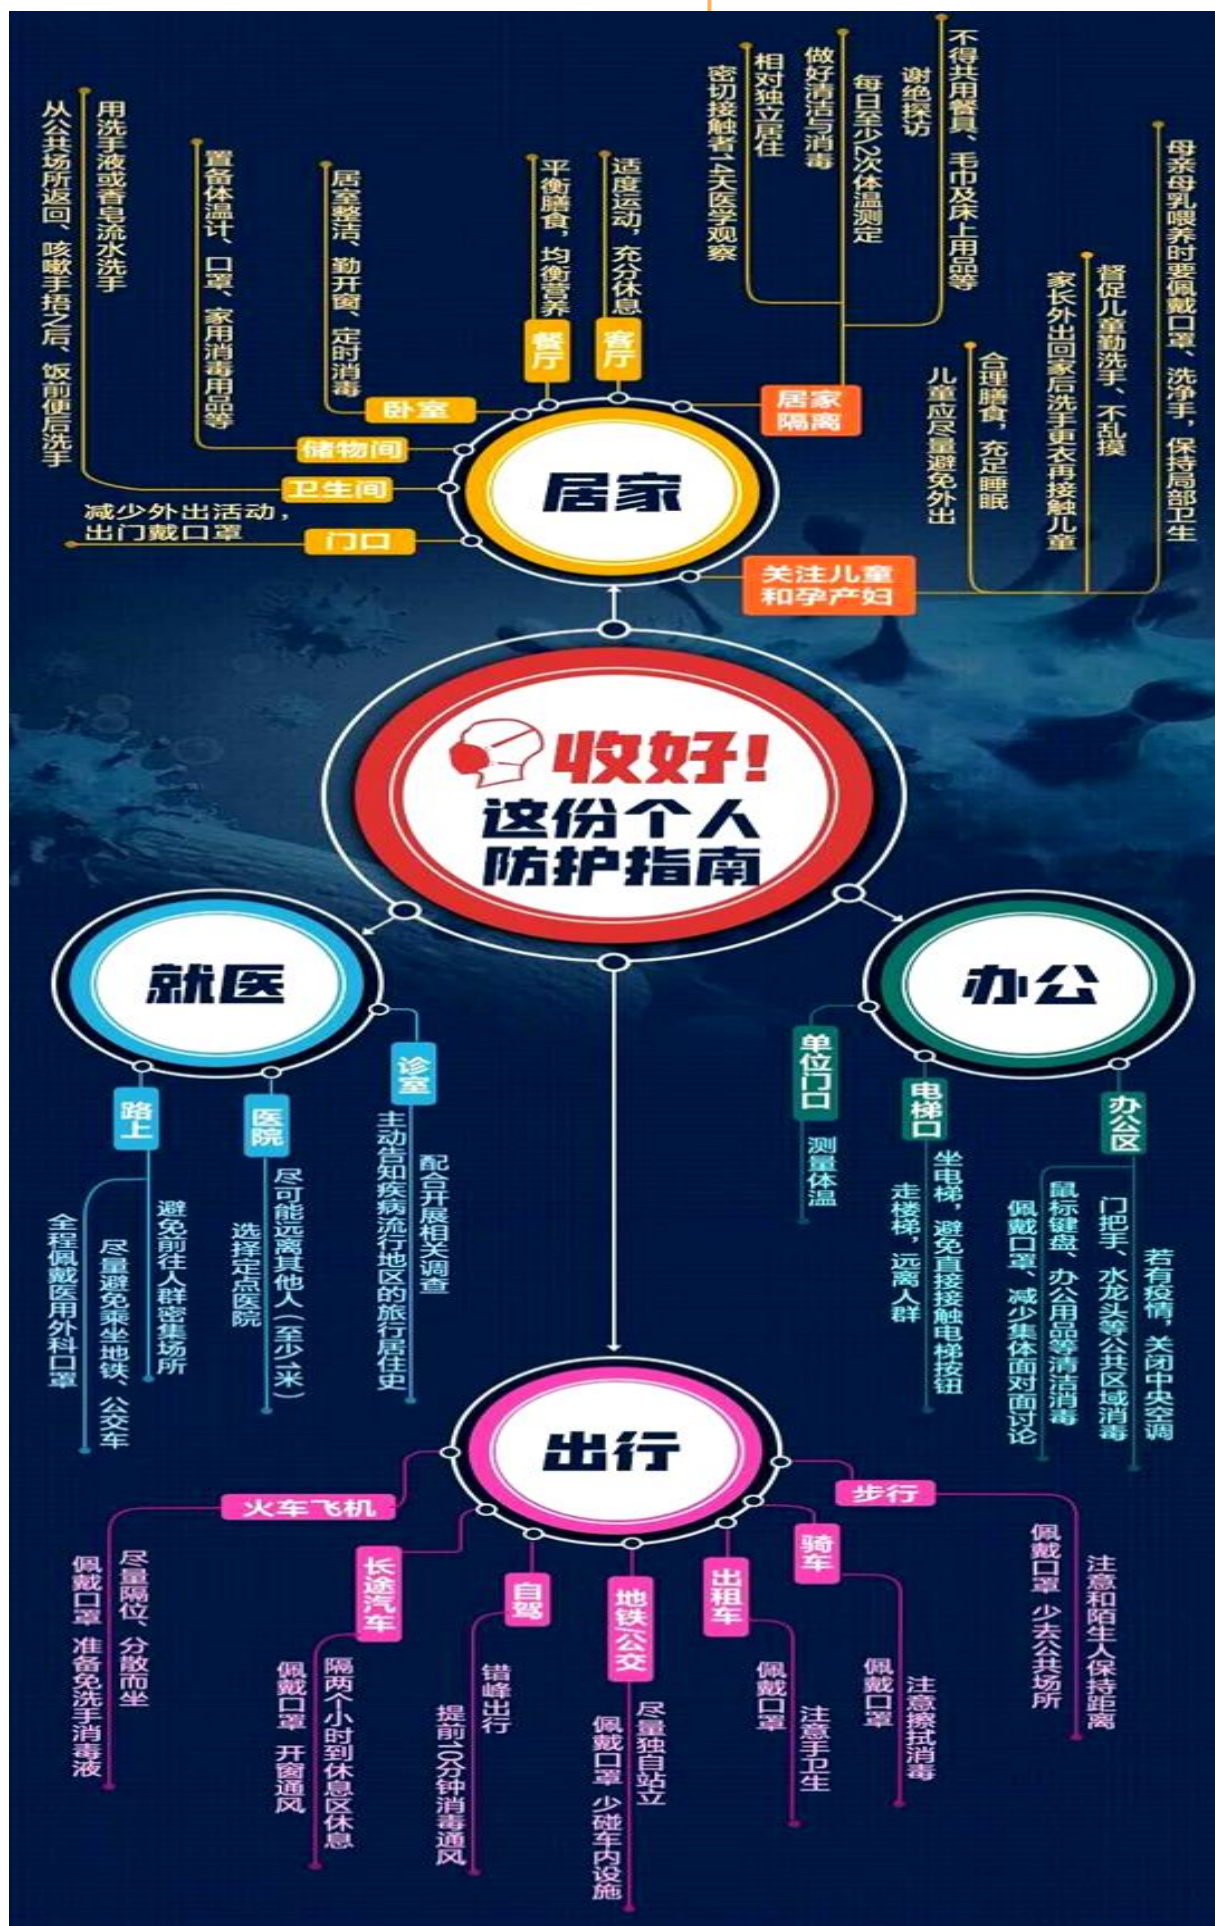 收好！
这份个人
防护指南
居家
门口
减少外出活动，
出门戴口罩
卫生间
用洗手液或香皂流水洗手
从公共场所返回、咳嗽手捂之后、饭前便后洗手
储物间
置备体温计、口罩、家用消毒用品等
卧室
居室整洁、勤开窗、定时消毒
餐厅
平衡膳食，均衡营养
客厅
适度运动，充分休息
居家
隔离
相对独立居住
密切接触者14天医学观察
每日至少2次体温测定
做好清洁与消毒
不得共用餐具、毛巾及床上用品等
谢绝探访
关注儿童
和孕产妇
合理膳食，充足睡眠
儿童应尽量避免外出
督促儿童勤洗手、不乱摸
家长外出回家后洗手更衣再接触儿童
母亲母乳喂养时要佩戴口罩、洗净手，保持局部卫生
就医
路上
避免前往人群密集场所
尽量避免乘坐地铁、公交车
全程佩戴医用外科口罩
医院
尽可能远离其他人（至少1米）
选择定点医院
诊室
配合开展相关调查
主动告知疾病流行地区的旅行居住史
办公
单位门口
测量体温
电梯口
坐电梯，避免直接接触电梯按钮
走楼梯，远离人群
办公区
若有疫情，关闭中央空调
门把手、水龙头等公共区域消毒
鼠标键盘、办公用品等清洁消毒
佩戴口罩、减少集体面对面讨论
出行
火车飞机
尽量隔位、分散而坐
佩戴口罩 准备免洗手消毒液
长途汽车
隔两个小时到休息区休息
佩戴口罩 开窗通风
自驾
错峰出行
提前10分钟消毒通风
地铁/公交
尽量独自站立
佩戴口罩 少碰车内设施
出租车
注意手卫生
佩戴口罩
骑车
注意擦拭消毒
佩戴口罩
步行
注意和陌生人保持距离
佩戴口罩 少去公共场所